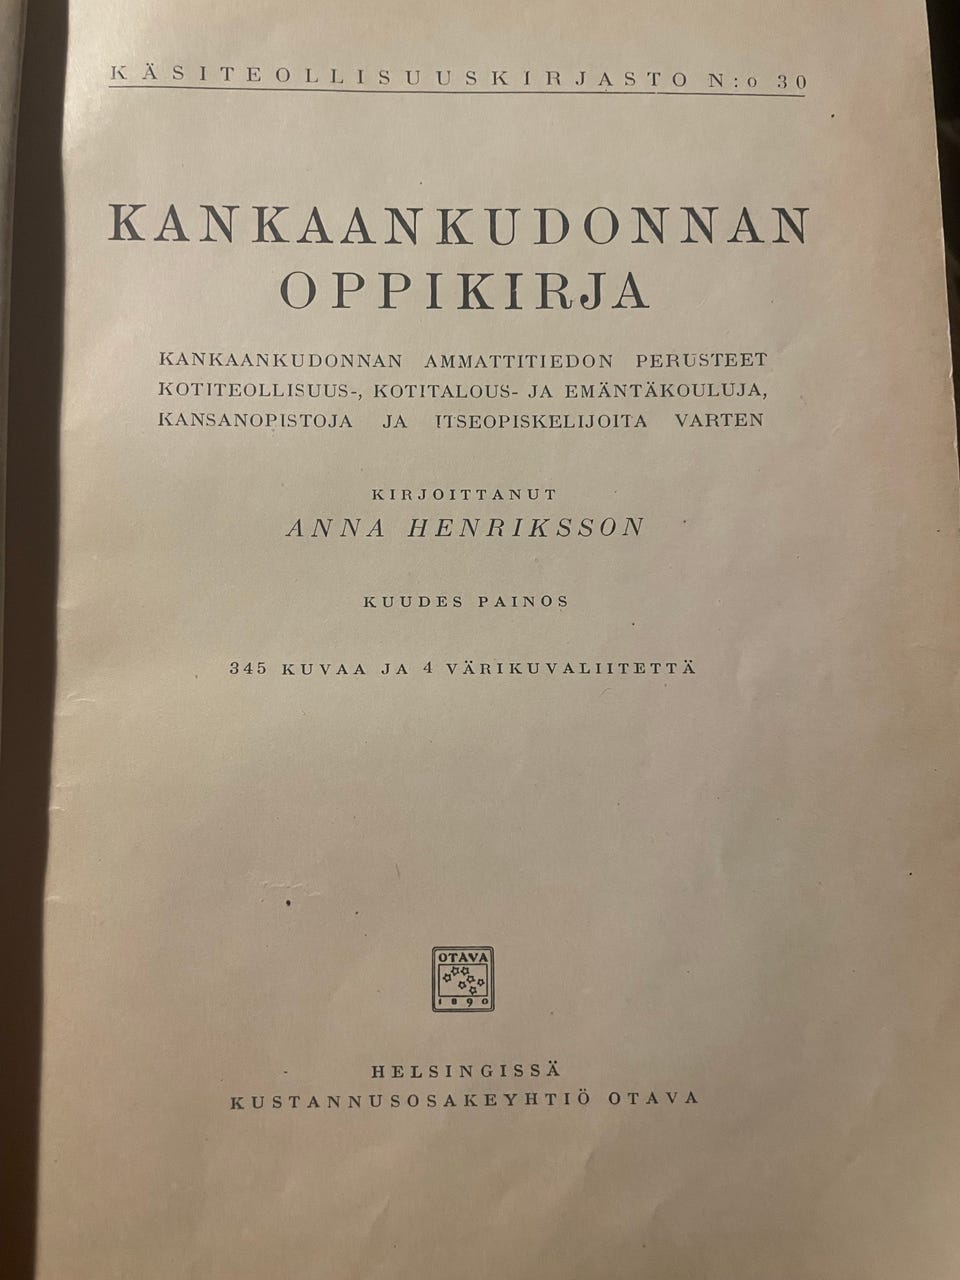 KÄSITEOLLISUUSKIRJASTO N:o 30
KANKAANKUDONNAN
OPPIKIRJA
KANKAANKUDONNAN AMMATTITIEDON PERUSTEET
KOTITEOLLISUUS-, KOTITALOUS- JA EMÄNTÄKOULUJA,
KANSANOPISTOJA JA ITSEOPISKELIJOITA VARTEN
KIRJOITTANUT
ANNA HENRIKSSON
KUUDES PAINOS
345 KUVAA JA 4 VÄRIKUVALIITETTÄ
OTAVA
1890
HELSINGISSÄ
KUSTANNUSOSAKEYHTIÖ OTAVA